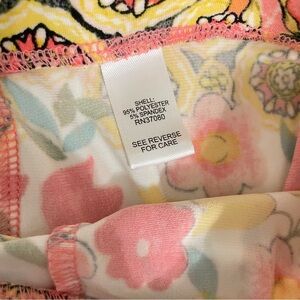 SHELL:
95% POLYESTER
5% SPANDEX
RN37080
SEE REVERSE
FOR CARE